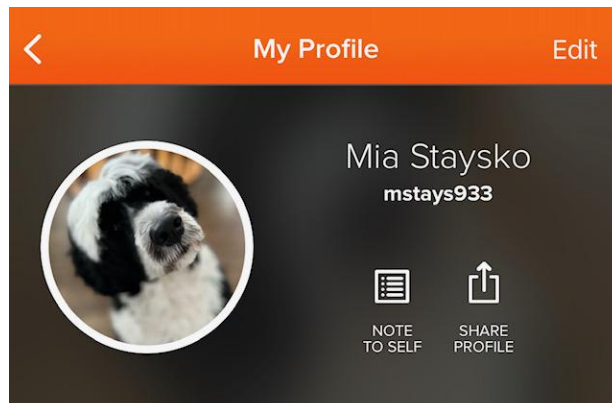 My Profile
Edit
Mia Staysko
mstays933
NOTE
TO SELF
SHARE
PROFILE